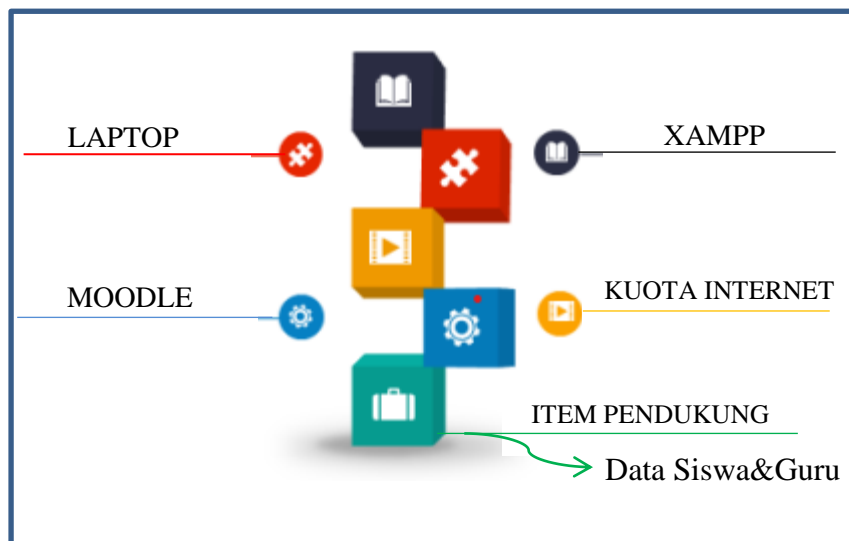 LAPTOP
XAMPP
MOODLE
KUOTA INTERNET
ITEM PENDUKUNG
Data Siswa&Guru